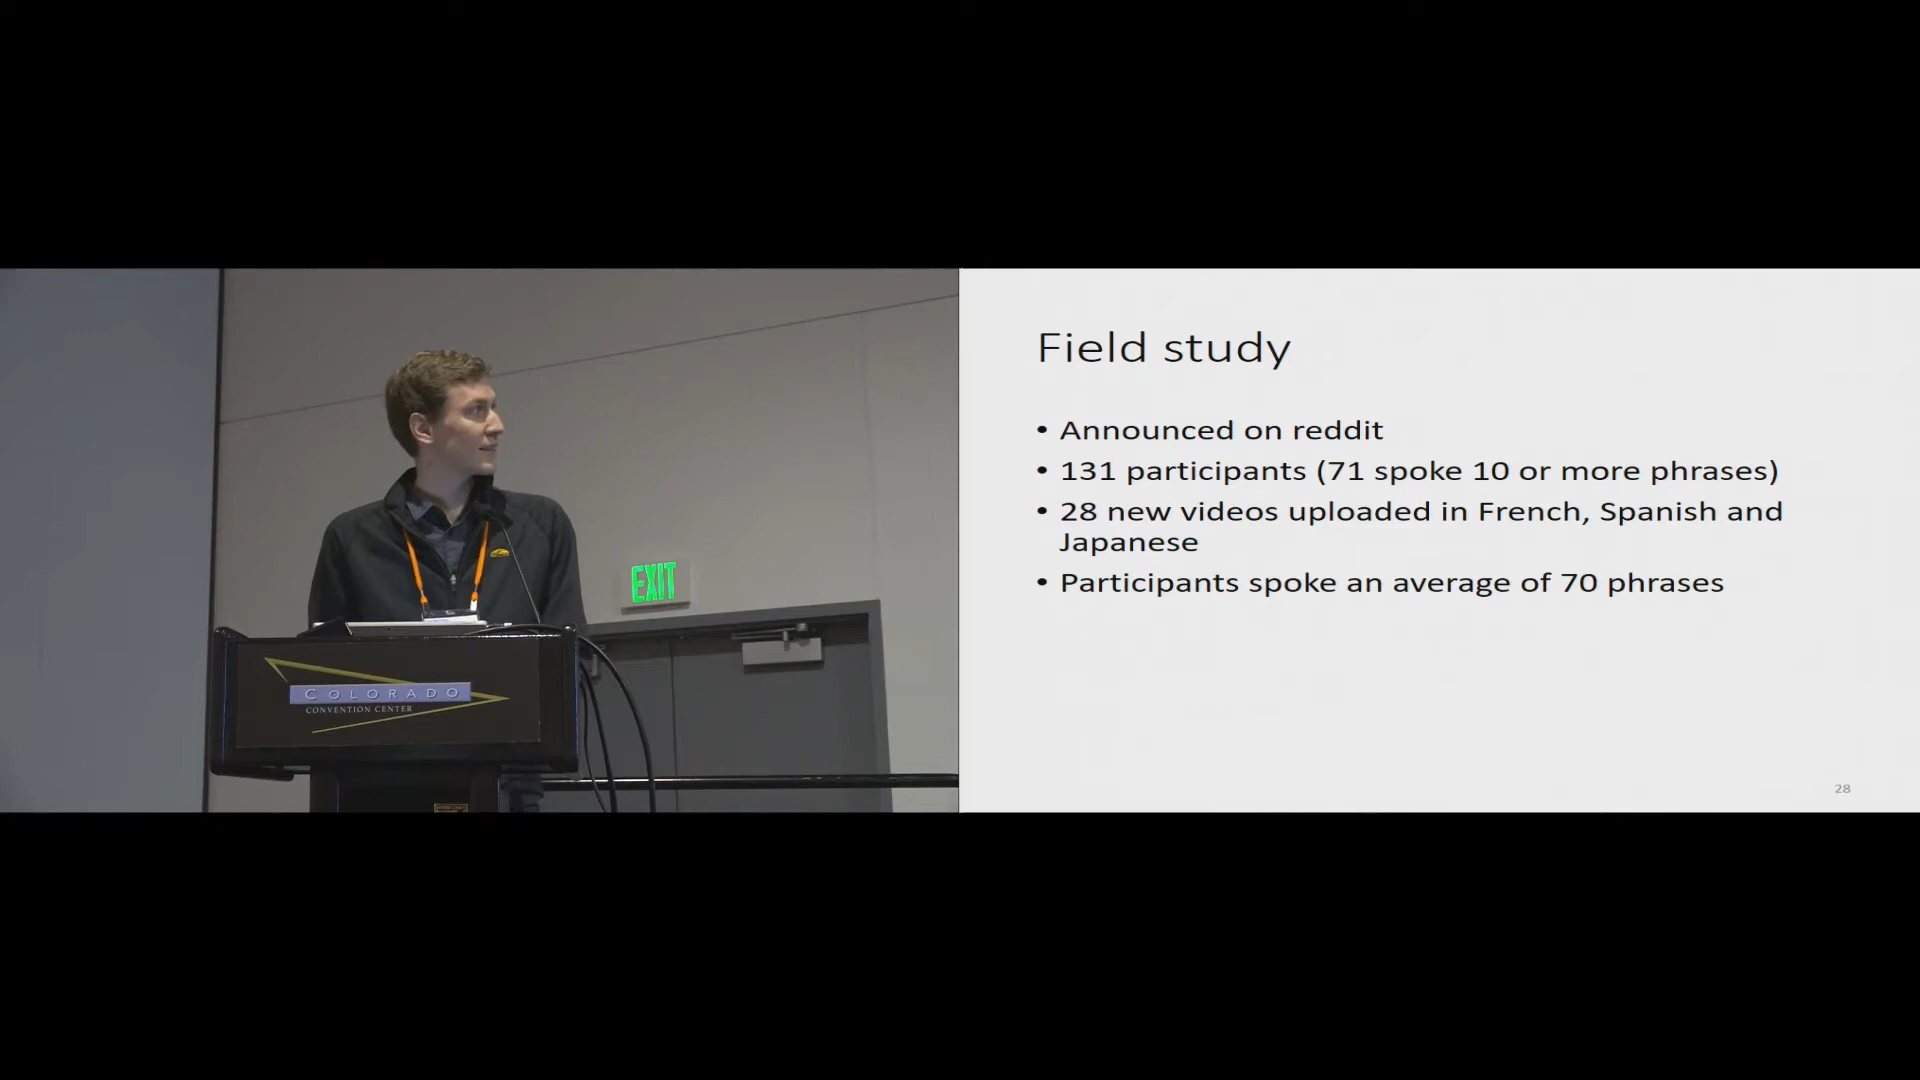 EXIT
COLORADO
CONVENTION CENTER
Field study
• Announced on reddit
• 131 participants (71 spoke 10 or more phrases)
• 28 new videos uploaded in French, Spanish and
Japanese
• Participants spoke an average of 70 phrases
28